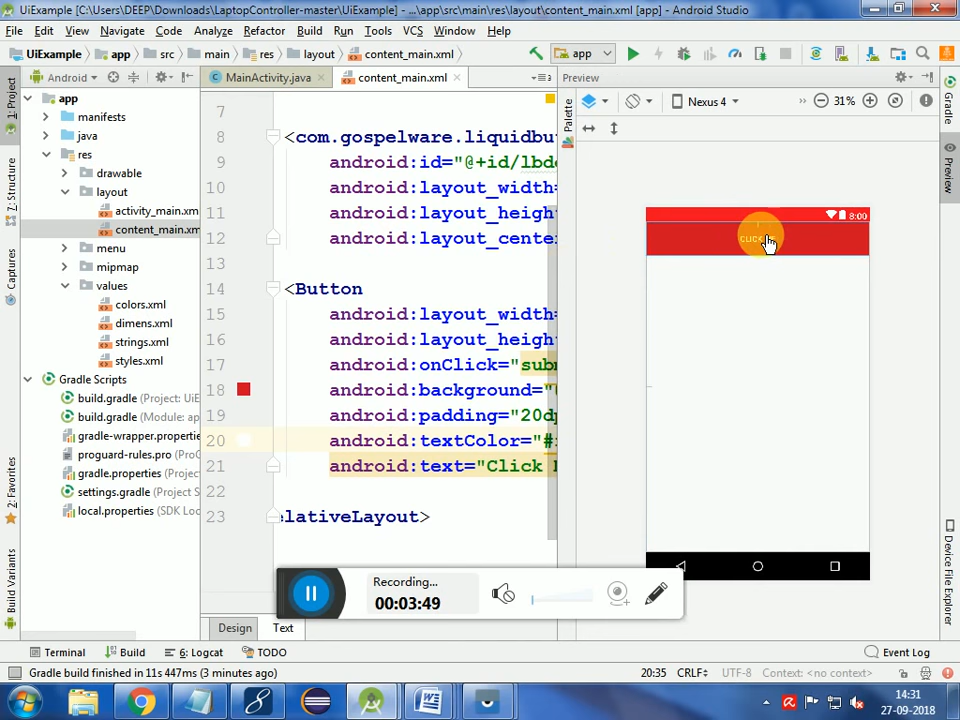 UiExample [C:\Users\DEEP\Downloads\LaptopController-master\UiExample] - ...\app\src\main\res\layout\content_main.xml [app] - Android Studio
File Edit View Navigate Code Analyze Refactor Build Run Tools VCS Window Help
UiExample app src main res layout content_main.xml app
1: Project
Android
MainActivity.java content_main.xml
Preview
Nexus 4 31%
Palette
Gradle
Preview
app
manifests
java
res
drawable
layout
activity_main.xm
content_main.xm
menu
mipmap
values
colors.xml
dimens.xml
strings.xml
styles.xml
Gradle Scripts
build.gradle (Project: UiE
build.gradle (Module: ap
gradle-wrapper.propertie
proguard-rules.pro (ProC
gradle.properties (Project
settings.gradle (Project S
local.properties (SDK Loc
7: Structure
Captures
2: Favorites
Build Variants
7
8 <com.gospelware.liquidbu
9 android:id="@+id/lbd
10 android:layout_width=
11 android:layout_heigh
12 android:layout_cente
13
14 <Button
15 android:layout_width=
16 android:layout_heigh
17 android:onClick="sub
18 android:background="
19 android:padding="20d
20 android:textColor="#
21 android:text="Click
22
23 elativeLayout>
8:00
Recording...
00:03:49
Design Text
Device File Explorer
Terminal Build 6: Logcat TODO Event Log
Gradle build finished in 11s 447ms (3 minutes ago) 20:35 CRLF UTF-8 Context: <no context>
14:31
27-09-2018